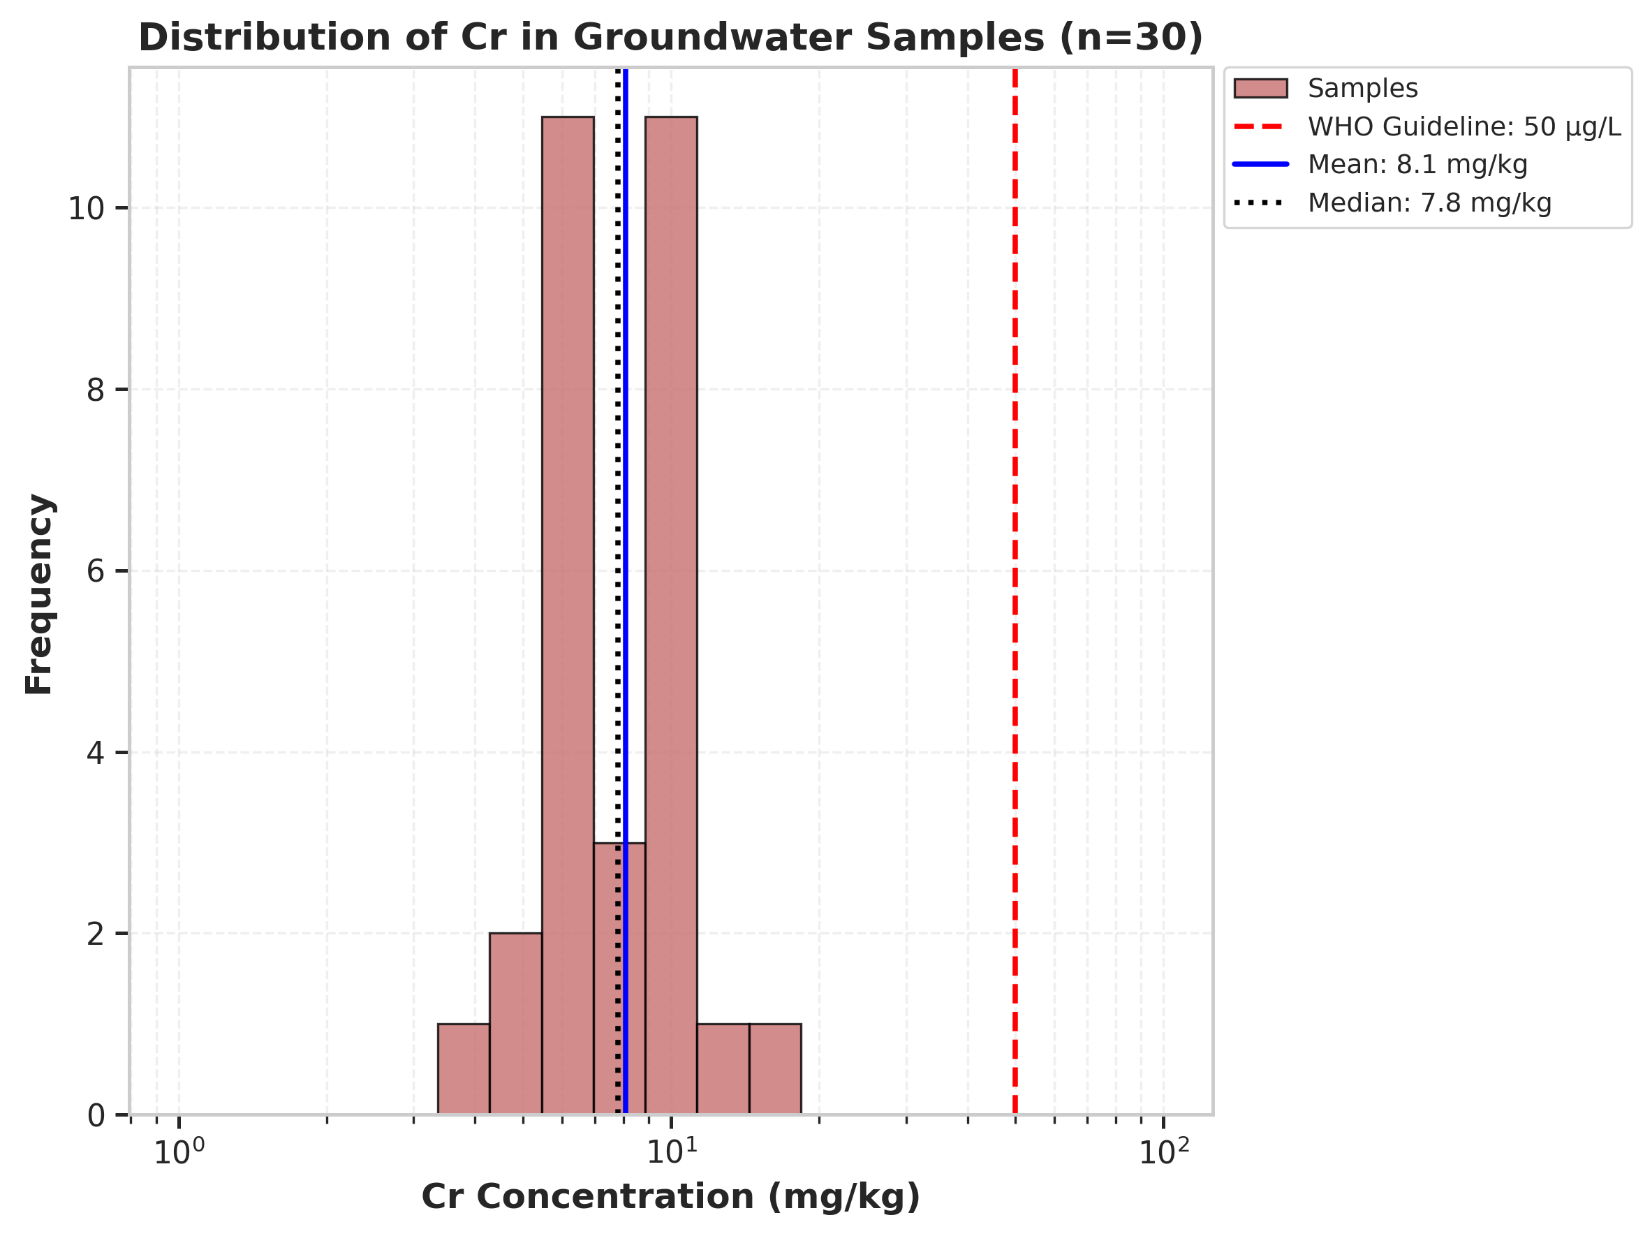 Distribution of Cr in Groundwater Samples (n=30)
Samples
WHO Guideline: 50 µg/L
Mean: 8.1 mg/kg
Median: 7.8 mg/kg
Frequency
10
8
6
4
2
0
10⁰ 10¹ 10²
Cr Concentration (mg/kg)